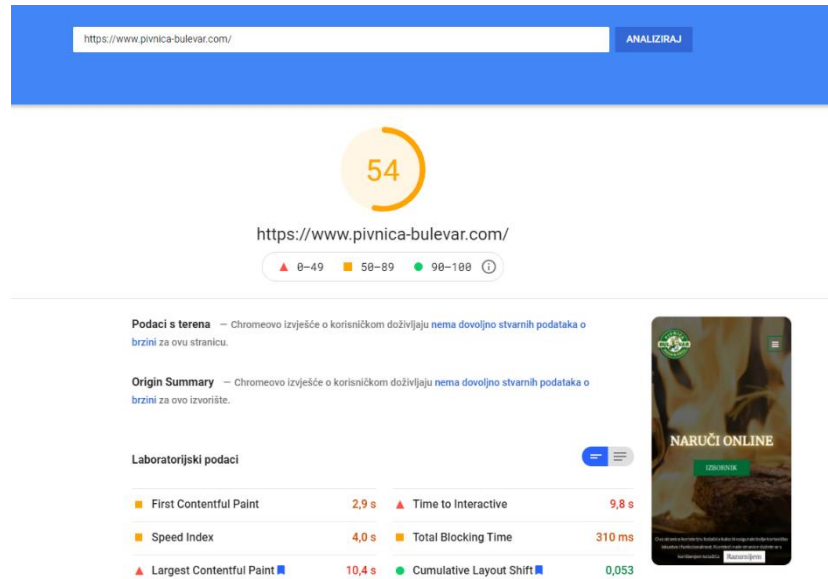 https://www.pivnica-bulevar.com/
ANALIZIRAJ
54
https://www.pivnica-bulevar.com/
0–49 50–89 90–100
Podaci s terena — Chromeovo izvješće o korisničkom doživljaju nema dovoljno stvarnih podataka o
brzini za ovu stranicu.
Origin Summary — Chromeovo izvješće o korisničkom doživljaju nema dovoljno stvarnih podataka o
brzini za ovo izvorište.
Laboratorijski podaci
First Contentful Paint 2,9 s
Time to Interactive 9,8 s
Speed Index 4,0 s
Total Blocking Time 310 ms
Largest Contentful Paint 10,4 s
Cumulative Layout Shift 0,053
NARUČI ONLINE
IZBORNIK
Razumijem